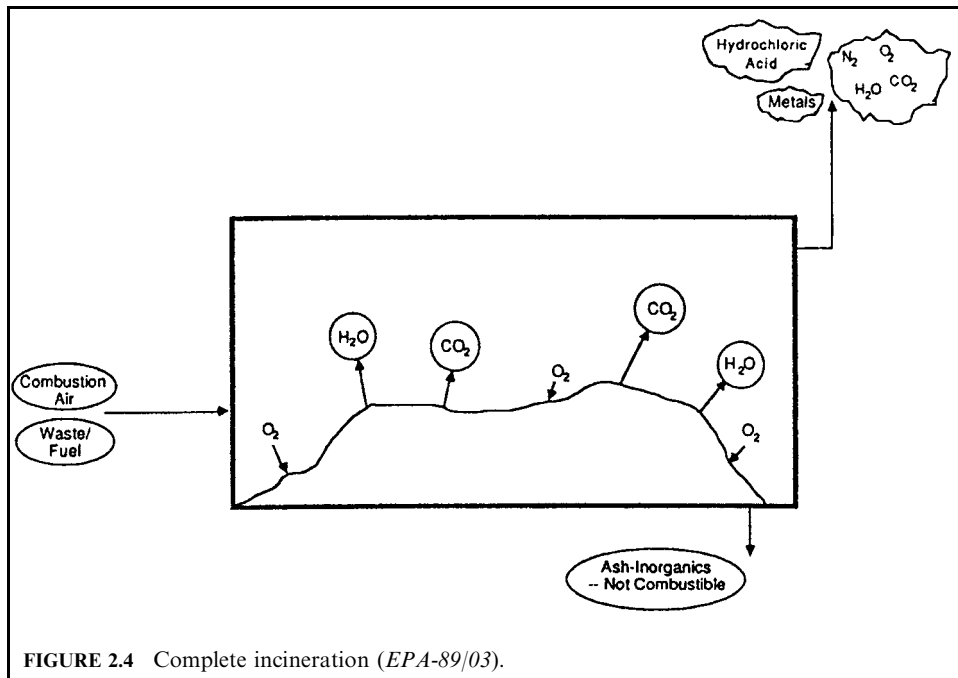 Hydrochloric
Acid
Metals
N₂
O₂
H₂O
CO₂
H₂O
CO₂
CO₂
H₂O
O₂
O₂
O₂
Combustion
Air
Waste/
Fuel
Ash-Inorganics
-- Not Combustible
FIGURE 2.4 Complete incineration (EPA-89/03).